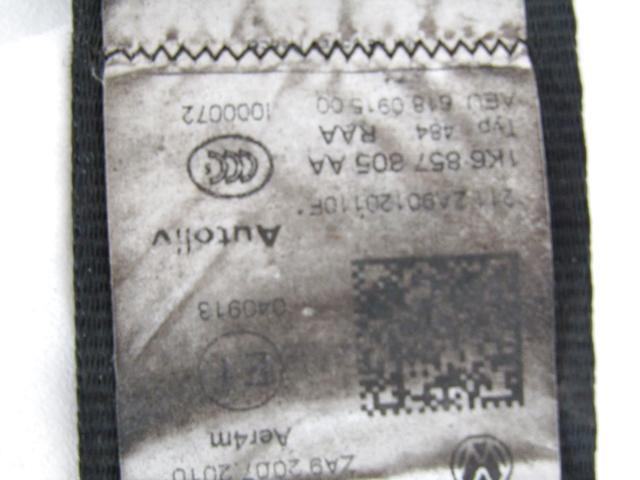 ZA9 20.07.2010
Aer4m
E1
040913
Autoliv
1K6 857 805 AA
CCC
Typ 484 RAA
AEU 618 0915 00
1000072